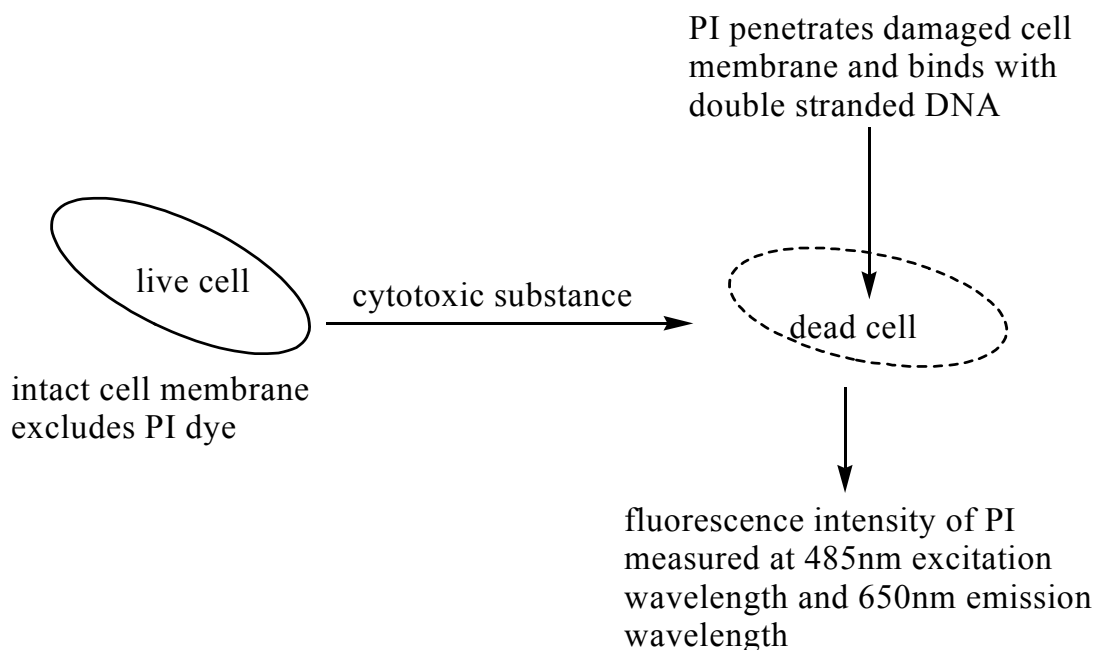 PI penetrates damaged cell
membrane and binds with
double stranded DNA
live cell
cytotoxic substance
dead cell
intact cell membrane
excludes PI dye
fluorescence intensity of PI
measured at 485nm excitation
wavelength and 650nm emission
wavelength